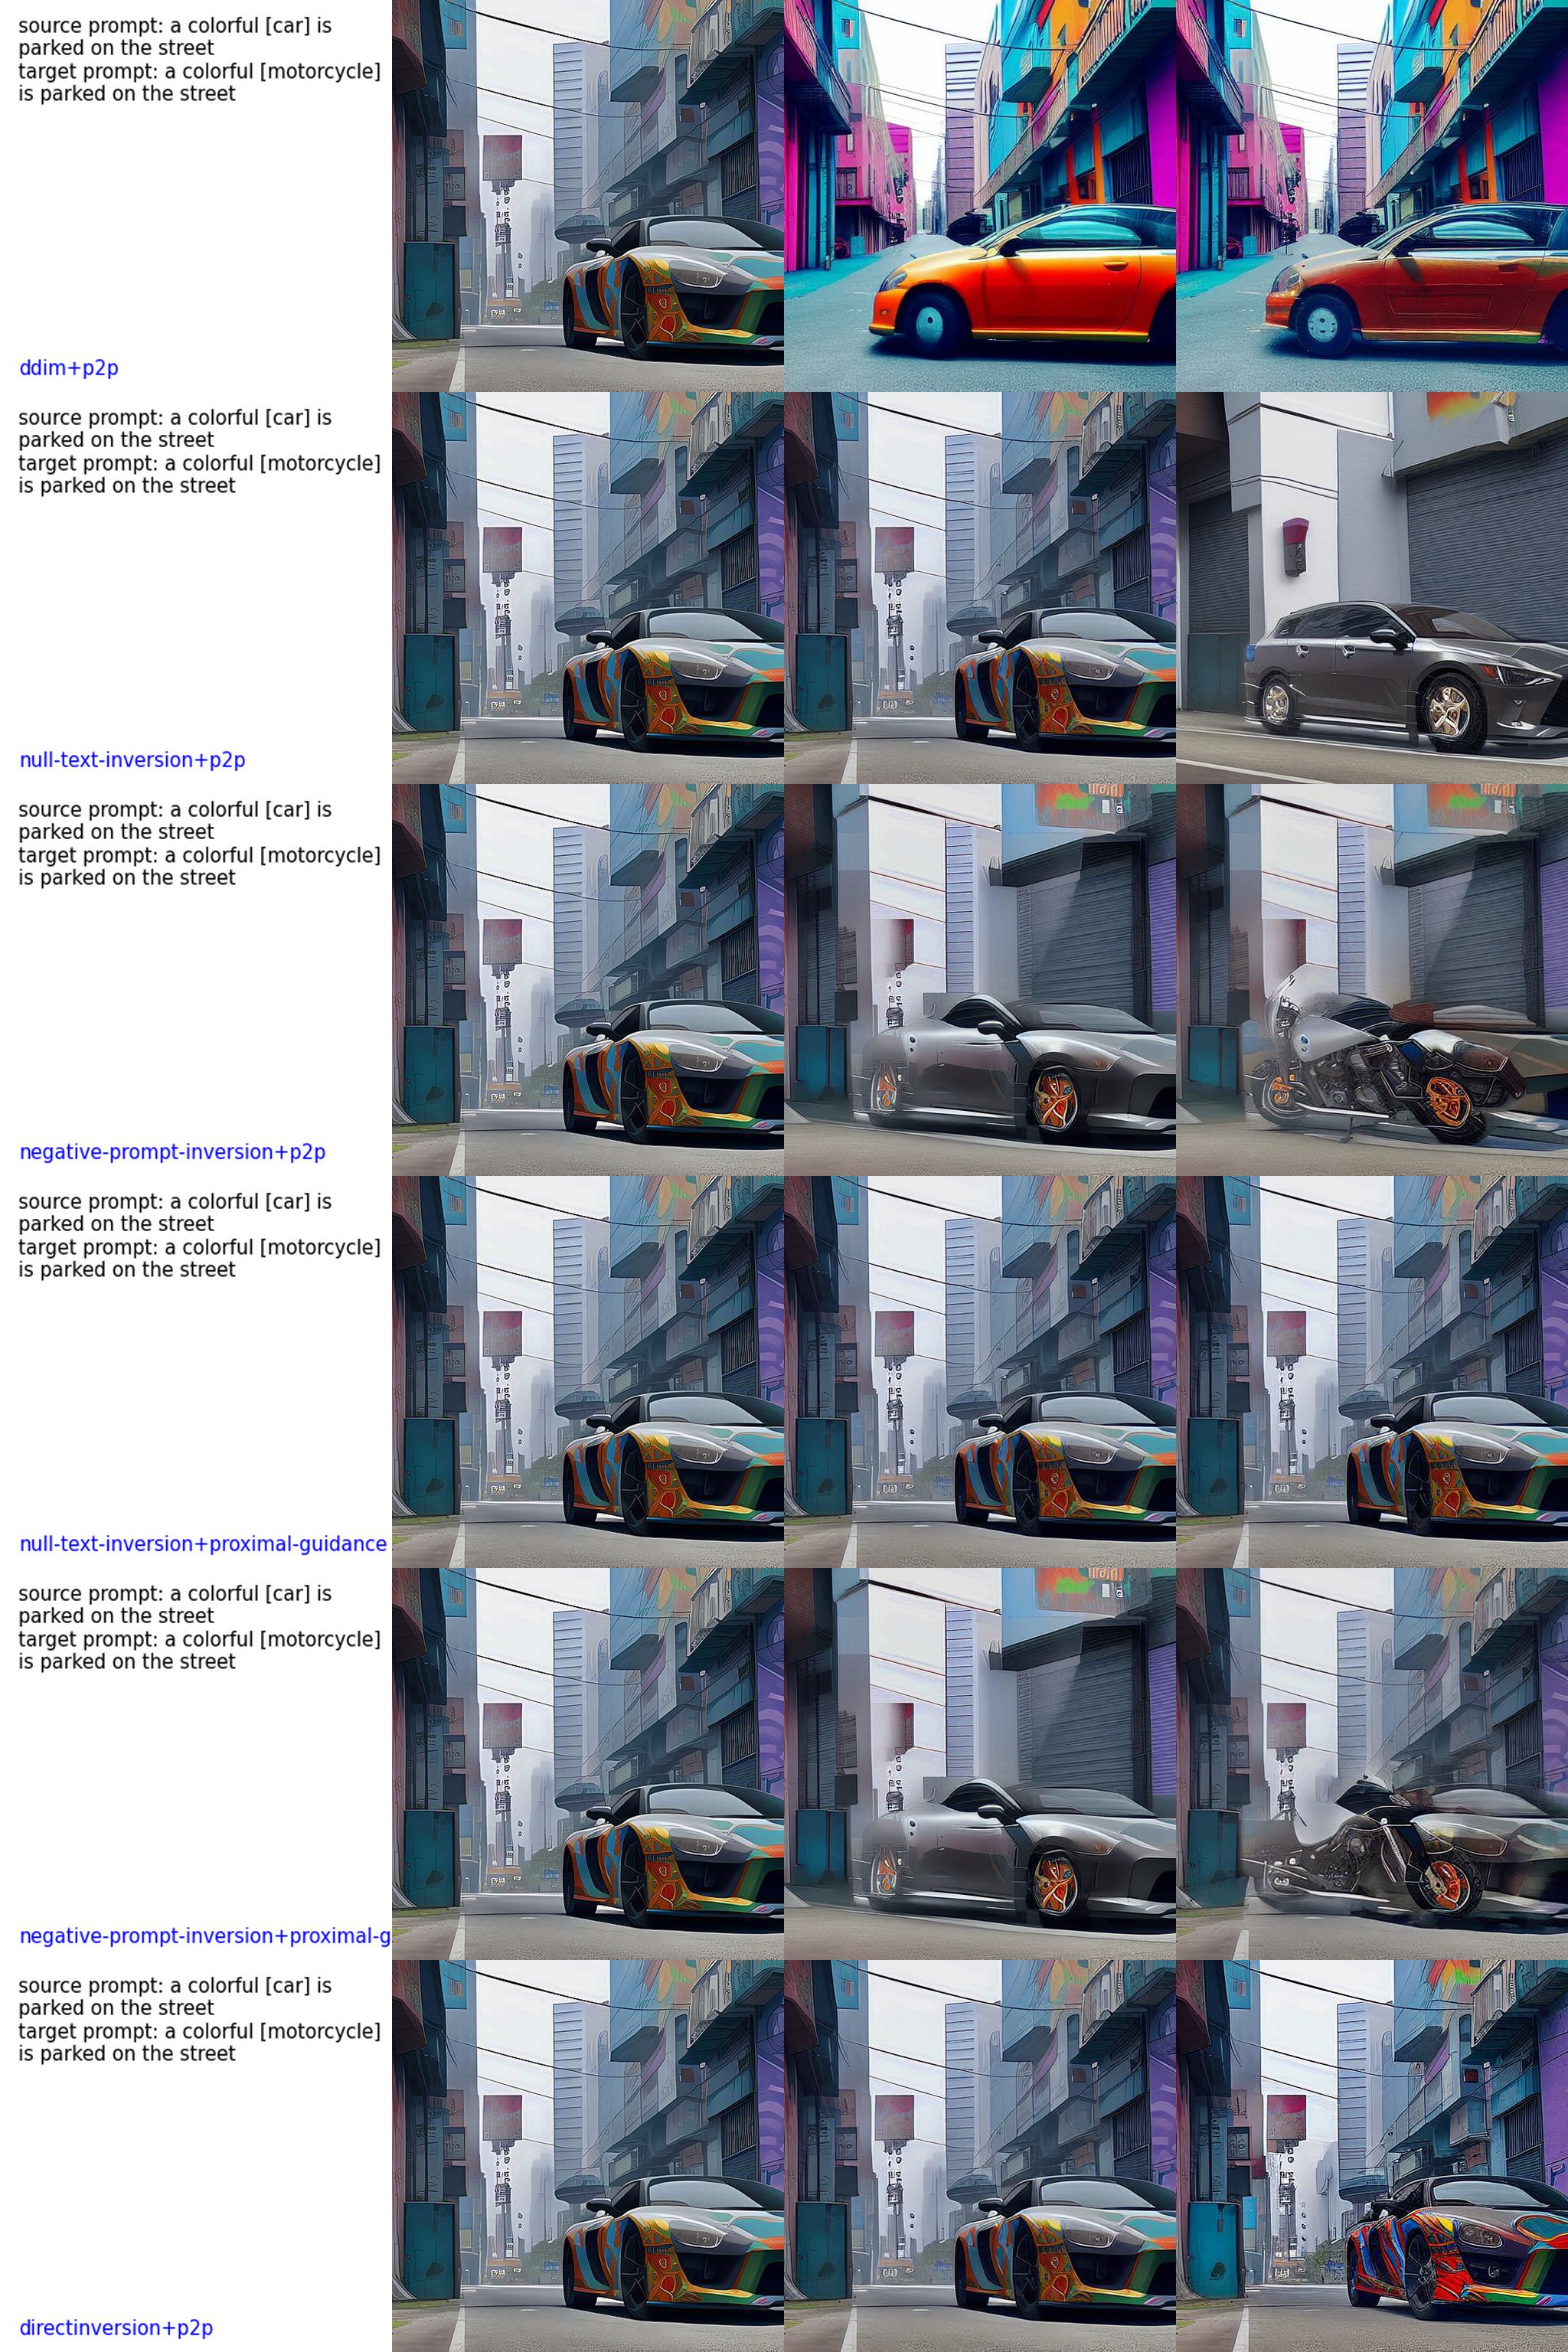 source prompt: a colorful [car] is
parked on the street
target prompt: a colorful [motorcycle]
is parked on the street
ddim+p2p
source prompt: a colorful [car] is
parked on the street
target prompt: a colorful [motorcycle]
is parked on the street
null-text-inversion+p2p
source prompt: a colorful [car] is
parked on the street
target prompt: a colorful [motorcycle]
is parked on the street
negative-prompt-inversion+p2p
source prompt: a colorful [car] is
parked on the street
target prompt: a colorful [motorcycle]
is parked on the street
null-text-inversion+proximal-guidance
source prompt: a colorful [car] is
parked on the street
target prompt: a colorful [motorcycle]
is parked on the street
negative-prompt-inversion+proximal-g
source prompt: a colorful [car] is
parked on the street
target prompt: a colorful [motorcycle]
is parked on the street
directinversion+p2p